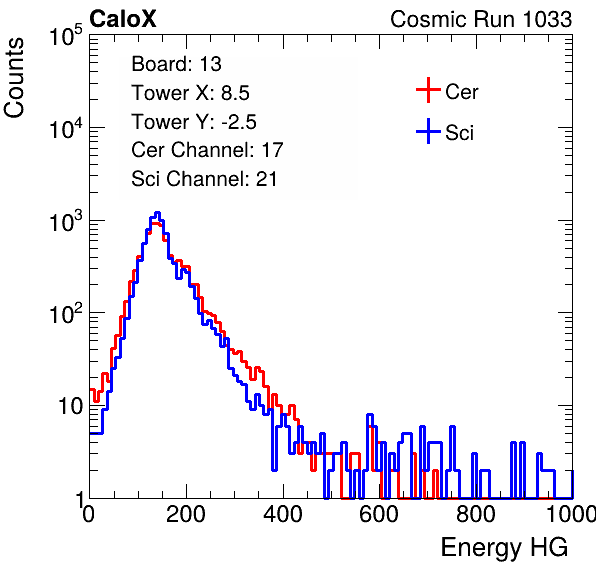 CaloX Cosmic Run 1033
Counts
Board: 13
Tower X: 8.5
Tower Y: -2.5
Cer Channel: 17
Sci Channel: 21
Cer
Sci
10^5
10^4
10^3
10^2
10
1
0 200 400 600 800 1000
Energy HG